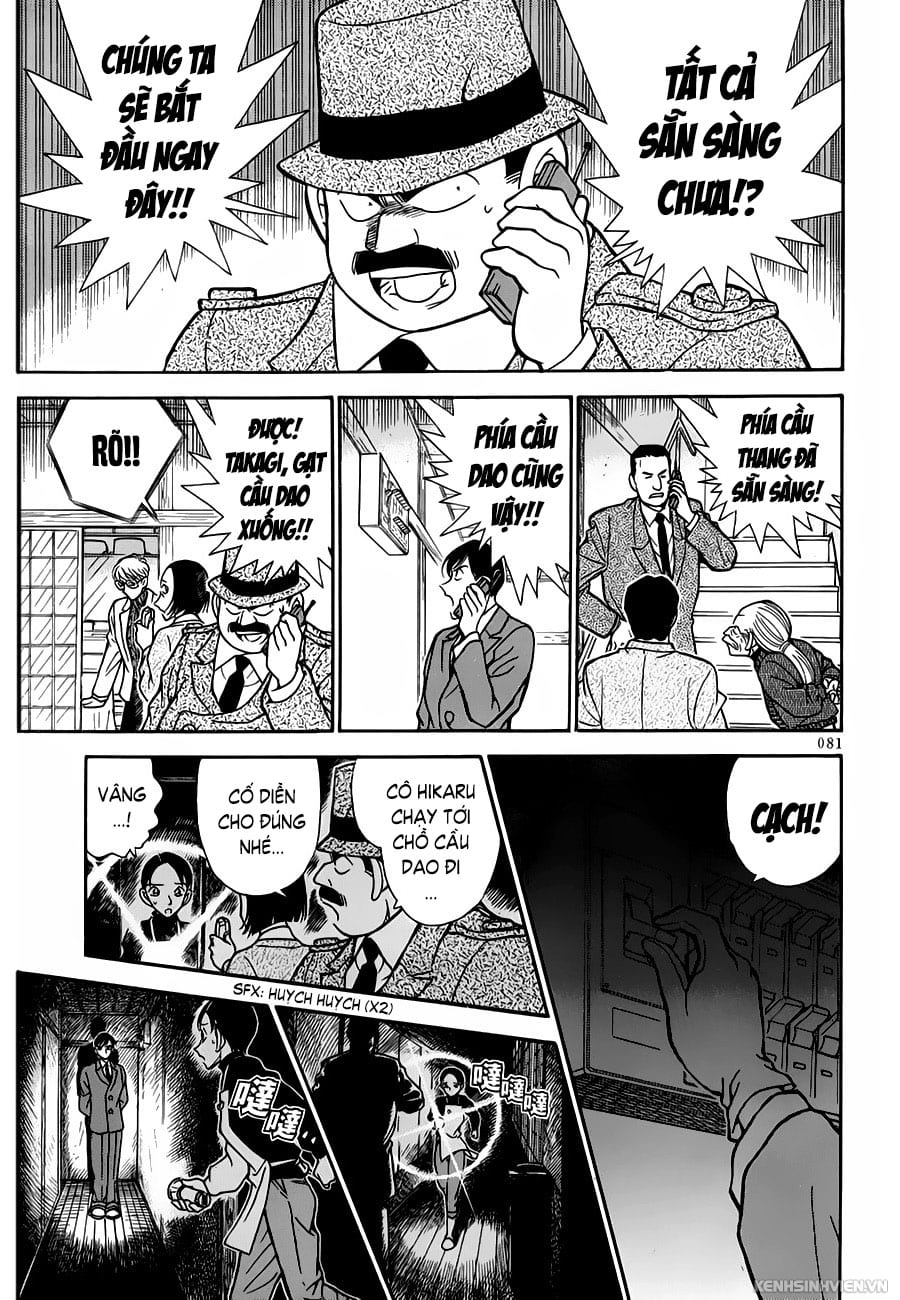 TẤT CẢ
SẴN SÀNG
CHƯA!?
CHÚNG TA
SẼ BẮT
ĐẦU NGAY
ĐÂY!!
PHÍA CẦU
THANG ĐÃ
SẴN SÀNG!
PHÍA CẦU
DAO CŨNG
VẬY!!
ĐƯỢC!
TAKAGI, GẠT
CẦU DAO
XUỐNG!!
RÕ!!
081
CẠCH!
CÔ HIKARU
CHẠY TỚI
CHỖ CẦU
DAO ĐI
...
CỐ DIỀN
CHO ĐÚNG
NHÉ...
VÂNG
...!
SFX: HUỴCH HUỴCH (X2)
噠噠噠
噠
噠
KENHSINHVIEN.VN